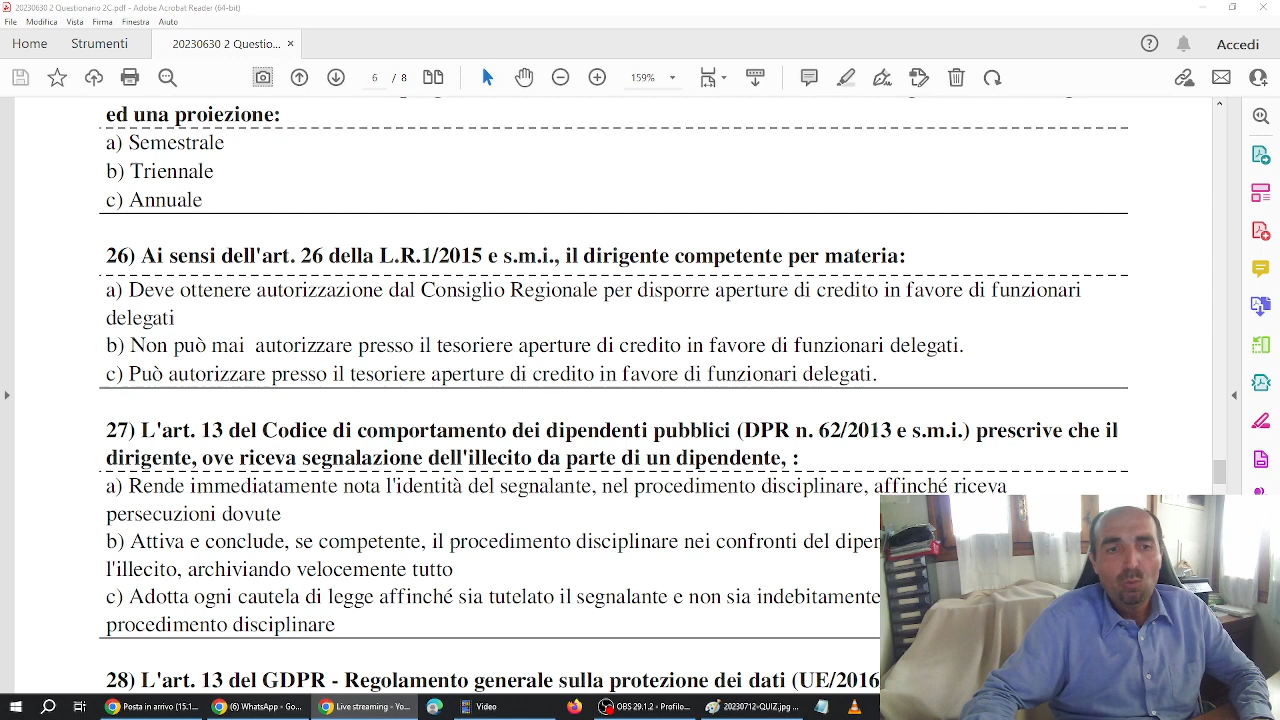 20230630 2 Questionario 2C.pdf - Adobe Acrobat Reader (64-bit)
File Modifica Vista Firma Finestra Aiuto
Home Strumenti 20230630 2 Questio... × Accedi
6 / 8 159%
ed una proiezione:
a) Semestrale
b) Triennale
c) Annuale
26) Ai sensi dell'art. 26 della L.R.1/2015 e s.m.i., il dirigente competente per materia:
a) Deve ottenere autorizzazione dal Consiglio Regionale per disporre aperture di credito in favore di funzionari
delegati
b) Non può mai autorizzare presso il tesoriere aperture di credito in favore di funzionari delegati.
c) Può autorizzare presso il tesoriere aperture di credito in favore di funzionari delegati.
27) L'art. 13 del Codice di comportamento dei dipendenti pubblici (DPR n. 62/2013 e s.m.i.) prescrive che il
dirigente, ove riceva segnalazione dell'illecito da parte di un dipendente, :
a) Rende immediatamente nota l'identità del segnalante, nel procedimento disciplinare, affinché riceva
persecuzioni dovute
b) Attiva e conclude, se competente, il procedimento disciplinare nei confronti del diper
l'illecito, archiviando velocemente tutto
c) Adotta ogni cautela di legge affinché sia tutelato il segnalante e non sia indebitamente
procedimento disciplinare
28) L'art. 13 del GDPR - Regolamento generale sulla protezione dei dati (UE/2016
Posta in arrivo (15.1... (6) WhatsApp - Go... Live streaming - Yo... Video OBS 29.1.2 - Profilo... 20230712-QUIZ.jpg ...